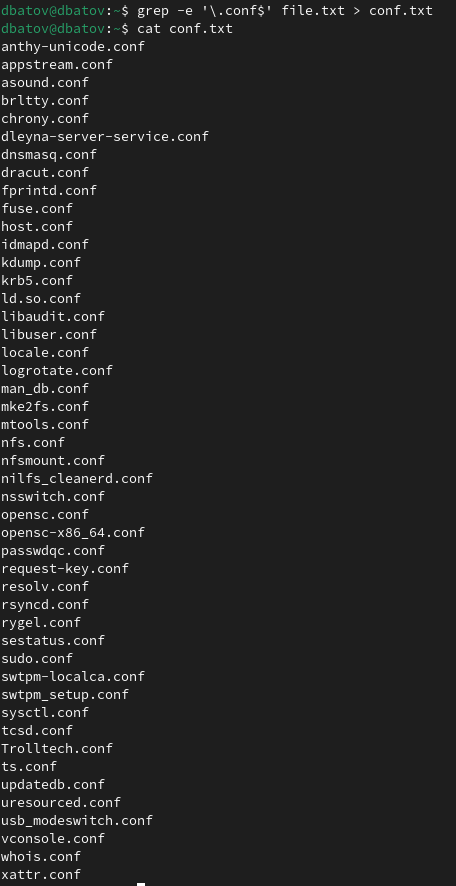 dbatov@dbatov:~$ grep -e '\.conf$' file.txt > conf.txt
dbatov@dbatov:~$ cat conf.txt
anthy-unicode.conf
appstream.conf
asound.conf
brltty.conf
chrony.conf
dleyna-server-service.conf
dnsmasq.conf
dracut.conf
fprintd.conf
fuse.conf
host.conf
idmapd.conf
kdump.conf
krb5.conf
ld.so.conf
libaudit.conf
libuser.conf
locale.conf
logrotate.conf
man_db.conf
mke2fs.conf
mtools.conf
nfs.conf
nfsmount.conf
nilfs_cleanerd.conf
nsswitch.conf
opensc.conf
opensc-x86_64.conf
passwdqc.conf
request-key.conf
resolv.conf
rsyncd.conf
rygel.conf
sestatus.conf
sudo.conf
swtpm-localca.conf
swtpm_setup.conf
sysctl.conf
tcsd.conf
Trolltech.conf
ts.conf
updatedb.conf
uresourced.conf
usb_modeswitch.conf
vconsole.conf
whois.conf
xattr.conf